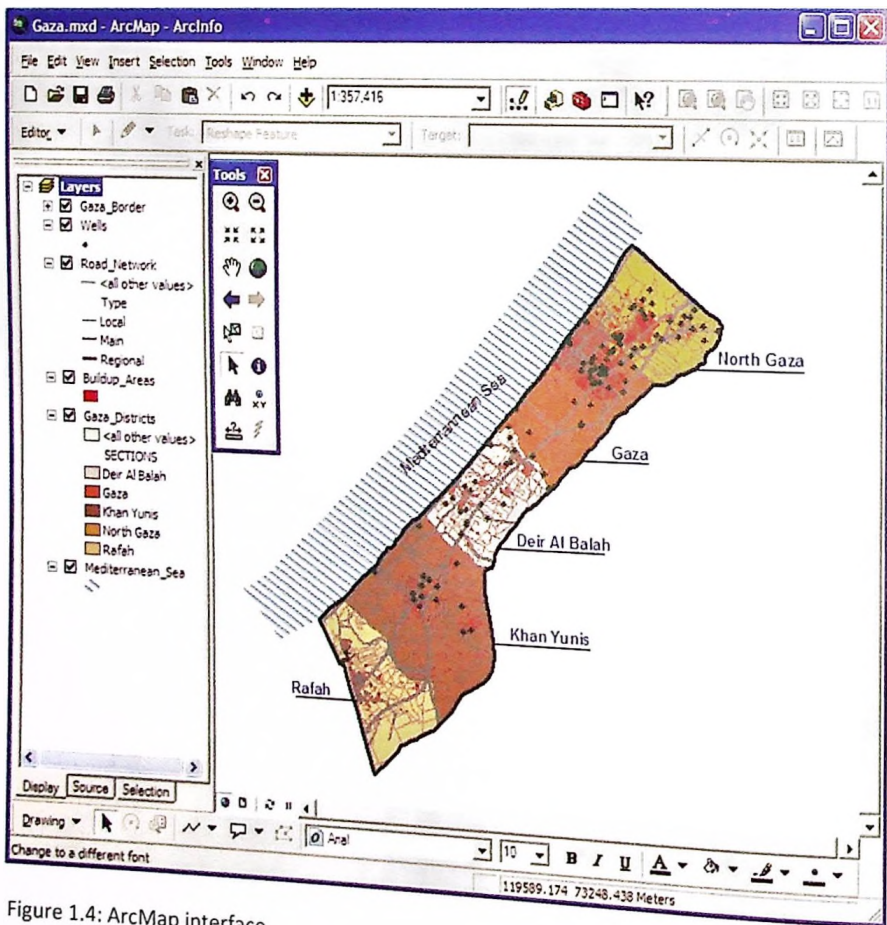 Gaza.mxd - ArcMap - ArcInfo
File Edit View Insert Selection Tools Window Help
1:357,416
Editor Task: Reshape Feature Target:
Layers
Gaza_Border
Wells
Road_Network
<all other values>
Type
Local
Main
Regional
Buildup_Areas
Gaza_Districts
<all other values>
SECTIONS
Deir Al Balah
Gaza
Khan Yunis
North Gaza
Rafah
Mediterranean_Sea
Display Source Selection
Tools
XY
Mediterranean Sea
North Gaza
Gaza
Deir Al Balah
Khan Yunis
Rafah
Drawing Arial 10 B I U A
Change to a different font
119589.174 73248.438 Meters
Figure 1.4: ArcMap interface